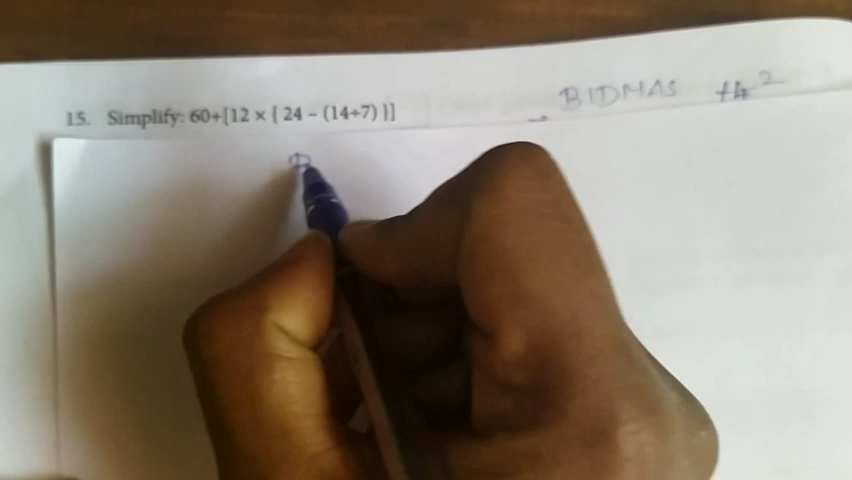 15. Simplify: 60+[12 × { 24 – (14÷7) }]
BIDMAS